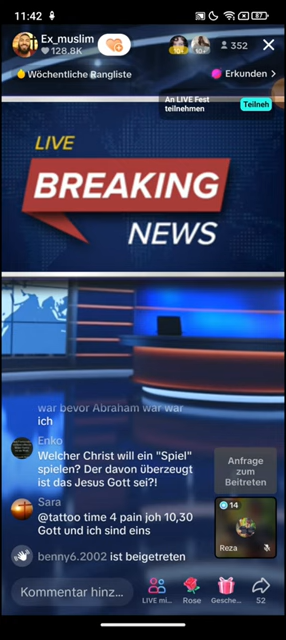 11:42
87
Ex_muslim
128.8K
352
Wöchentliche Rangliste
Erkunden >
An LIVE Fest
teilnehmen
Teilneh
LIVE
BREAKING
NEWS
war bevor Abraham war war
ich
Enko
Welcher Christ will ein "Spiel"
spielen? Der davon überzeugt
ist das Jesus Gott sei?!
Anfrage
zum
Beitreten
Sara
@tattoo time 4 pain joh 10,30
Gott und ich sind eins
14
Reza
benny6.2002 ist beigetreten
Kommentar hinz...
LIVE mi...
Rose
Gesche...
52